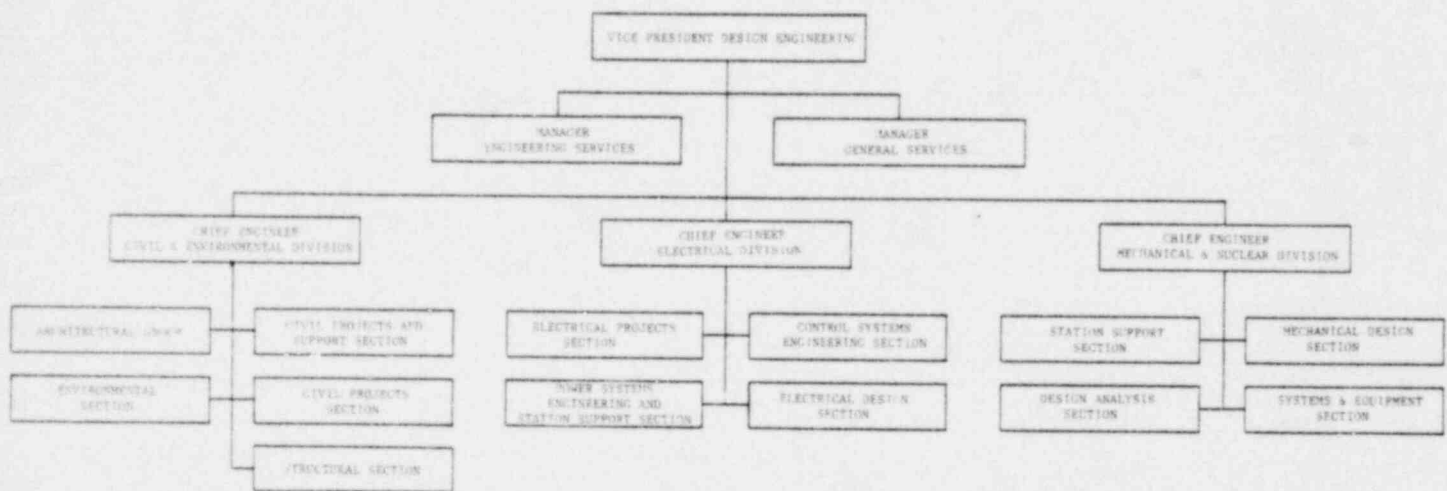 VICE PRESIDENT DESIGN ENGINEERING
MANAGER
ENGINEERING SERVICES
MANAGER
GENERAL SERVICES
CHIEF ENGINEER
CIVIL & ENVIRONMENTAL DIVISION
CHIEF ENGINEER
ELECTRICAL DIVISION
CHIEF ENGINEER
MECHANICAL & NUCLEAR DIVISION
ARCHITECTURAL GROUP
CIVIL PROJECTS AND
SUPPORT SECTION
ELECTRICAL PROJECTS
SECTION
CONTROL SYSTEMS
ENGINEERING SECTION
STATION SUPPORT
SECTION
MECHANICAL DESIGN
SECTION
ENVIRONMENTAL
SECTION
CIVIL PROJECTS
SECTION
POWER SYSTEMS
ENGINEERING AND
STATION SUPPORT SECTION
ELECTRICAL DESIGN
SECTION
DESIGN ANALYSIS
SECTION
SYSTEMS & EQUIPMENT
SECTION
STRUCTURAL SECTION